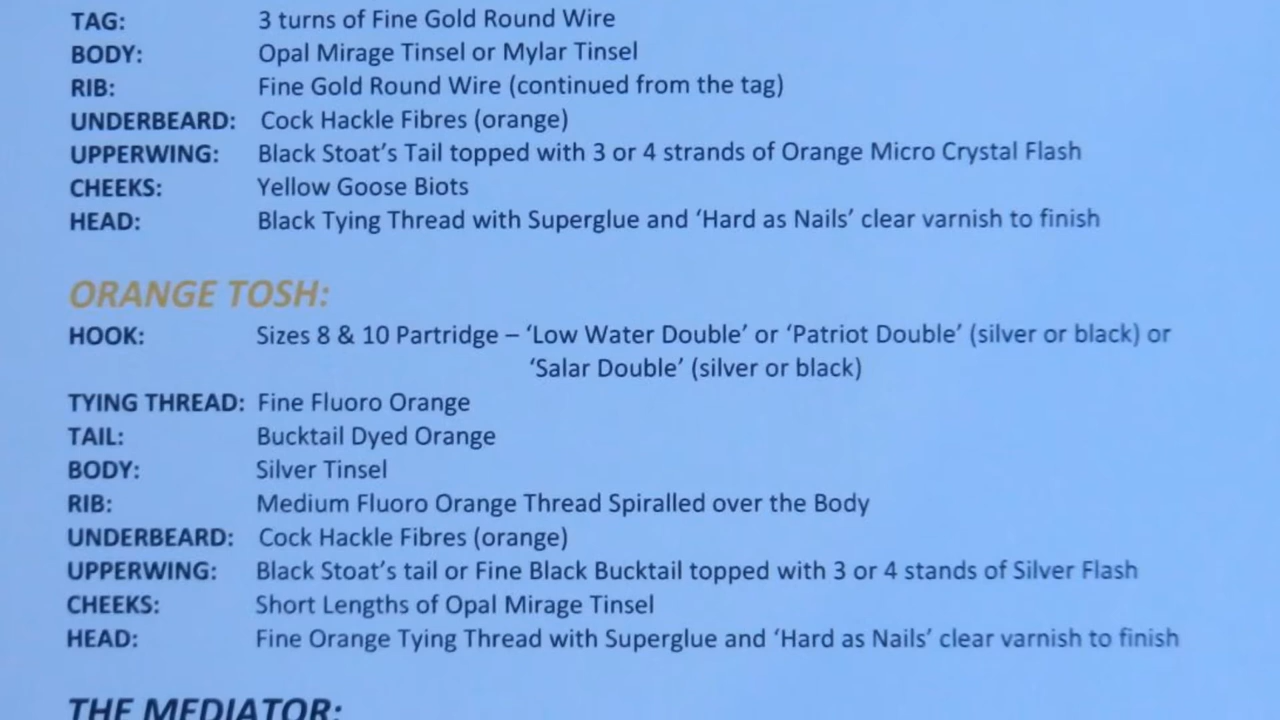 TAG: 3 turns of Fine Gold Round Wire
BODY: Opal Mirage Tinsel or Mylar Tinsel
RIB: Fine Gold Round Wire (continued from the tag)
UNDERBEARD: Cock Hackle Fibres (orange)
UPPERWING: Black Stoat’s Tail topped with 3 or 4 strands of Orange Micro Crystal Flash
CHEEKS: Yellow Goose Biots
HEAD: Black Tying Thread with Superglue and ‘Hard as Nails’ clear varnish to finish
ORANGE TOSH:
HOOK: Sizes 8 & 10 Partridge – ‘Low Water Double’ or ‘Patriot Double’ (silver or black) or
‘Salar Double’ (silver or black)
TYING THREAD: Fine Fluoro Orange
TAIL: Bucktail Dyed Orange
BODY: Silver Tinsel
RIB: Medium Fluoro Orange Thread Spiralled over the Body
UNDERBEARD: Cock Hackle Fibres (orange)
UPPERWING: Black Stoat’s tail or Fine Black Bucktail topped with 3 or 4 stands of Silver Flash
CHEEKS: Short Lengths of Opal Mirage Tinsel
HEAD: Fine Orange Tying Thread with Superglue and ‘Hard as Nails’ clear varnish to finish
THE MEDIATOR: